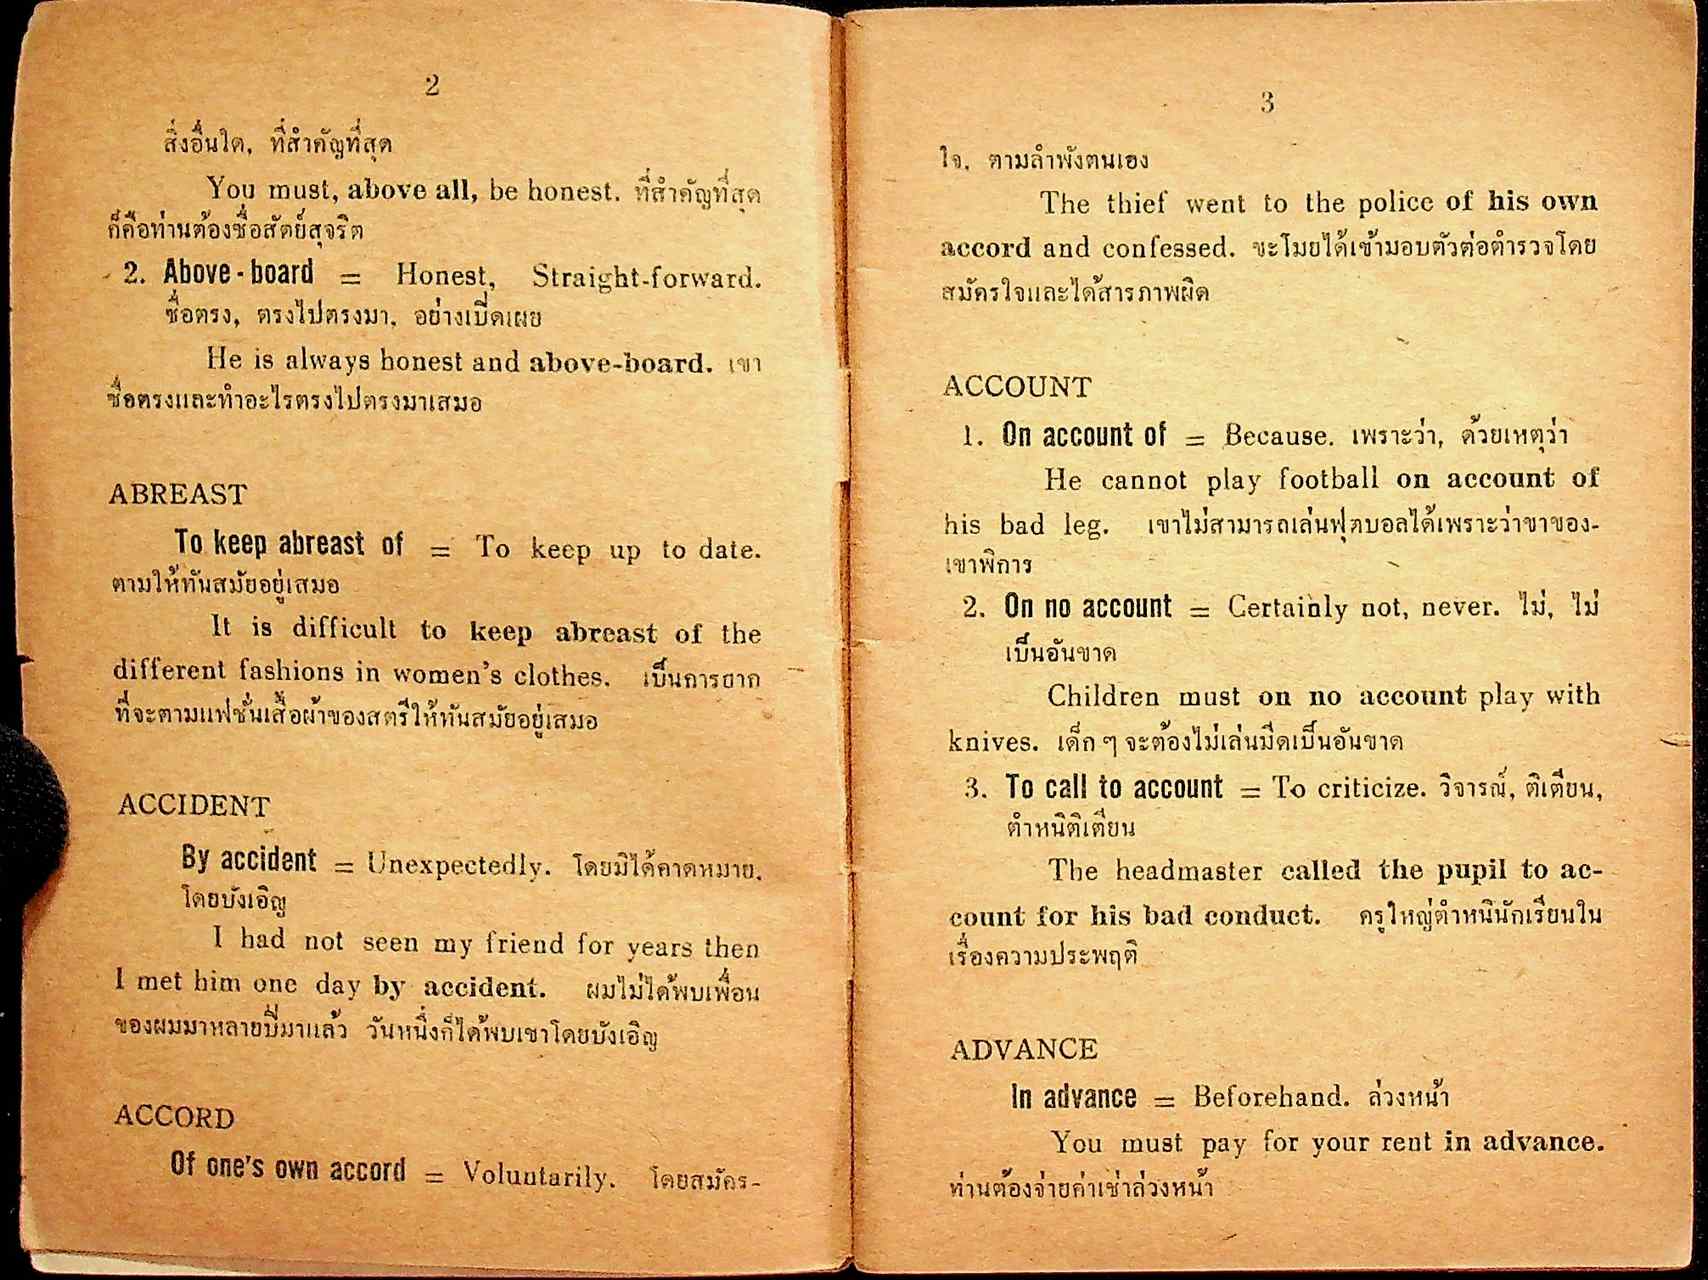 2
สิ่งอื่นใด, ที่สำคัญที่สุด
You must, above all, be honest. ที่สำคัญที่สุด
ก็คือท่านต้องซื่อสัตย์สุจริต
2. Above-board = Honest, Straight-forward.
ซื่อตรง, ตรงไปตรงมา, อย่างเปิดเผย
He is always honest and above-board. เขา
ซื่อตรงและทำอะไรตรงไปตรงมาเสมอ
ABREAST
To keep abreast of = To keep up to date.
ตามให้ทันสมัยอยู่เสมอ
It is difficult to keep abreast of the
different fashions in women's clothes. เป็นการยาก
ที่จะตามแฟชั่นเสื้อผ้าของสตรีให้ทันสมัยอยู่เสมอ
ACCIDENT
By accident = Unexpectedly. โดยมิได้คาดหมาย,
โดยบังเอิญ
I had not seen my friend for years then
I met him one day by accident. ผมไม่ได้พบเพื่อน
ของผมมาหลายปีมาแล้ว วันหนึ่งก็ได้พบเขาโดยบังเอิญ
ACCORD
Of one's own accord = Voluntarily. โดยสมัคร-
3
ใจ, ตามลำพังตนเอง
The thief went to the police of his own
accord and confessed. ขะโมยได้เข้ามอบตัวต่อตำรวจโดย
สมัครใจและได้สารภาพผิด
ACCOUNT
1. On account of = Because. เพราะว่า, ด้วยเหตุว่า
He cannot play football on account of
his bad leg. เขาไม่สามารถเล่นฟุตบอลได้เพราะว่าขาของ-
เขาพิการ
2. On no account = Certainly not, never. ไม่, ไม่
เป็นอันขาด
Children must on no account play with
knives. เด็ก ๆ จะต้องไม่เล่นมีดเป็นอันขาด
3. To call to account = To criticize. วิจารณ์, ติเตียน,
ตำหนิติเตียน
The headmaster called the pupil to ac-
count for his bad conduct. ครูใหญ่ตำหนินักเรียนใน
เรื่องความประพฤติ
ADVANCE
In advance = Beforehand. ล่วงหน้า
You must pay for your rent in advance.
ท่านต้องจ่ายค่าเช่าล่วงหน้า